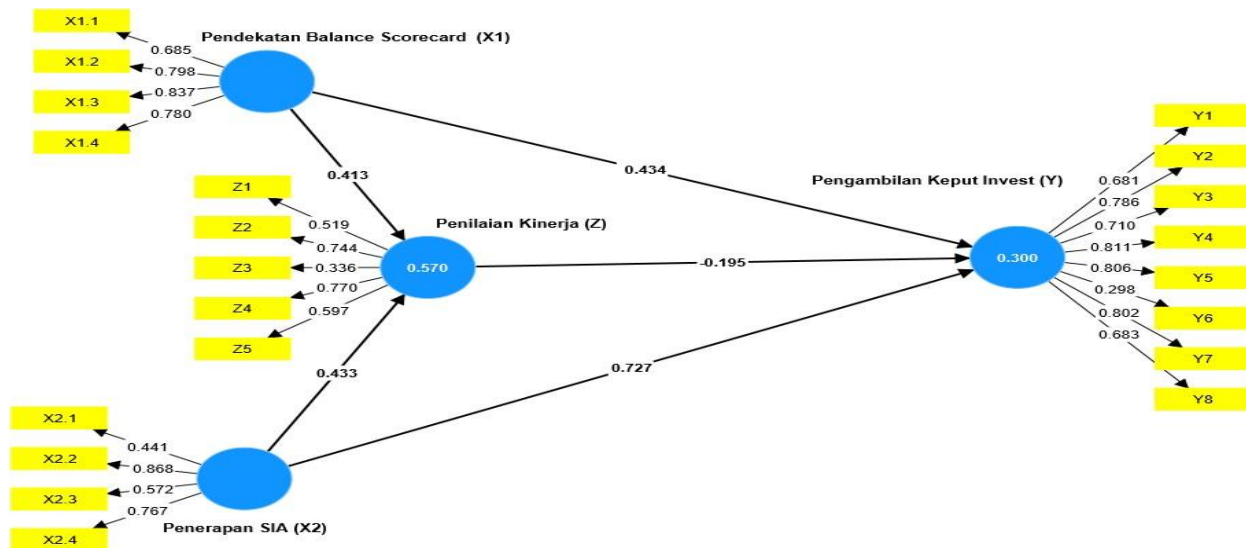 X1.1
X1.2
X1.3
X1.4
0.685
0.798
0.837
0.780
Pendekatan Balance Scorecard (X1)
0.413
0.434
Z1
Z2
Z3
Z4
Z5
0.519
0.744
0.336
0.770
0.597
Penilaian Kinerja (Z)
0.570
-0.195
Pengambilan Keput Invest (Y)
0.300
0.681
0.786
0.710
0.811
0.806
0.298
0.802
0.683
Y1
Y2
Y3
Y4
Y5
Y6
Y7
Y8
0.433
0.727
X2.1
X2.2
X2.3
X2.4
0.441
0.868
0.572
0.767
Penerapan SIA (X2)